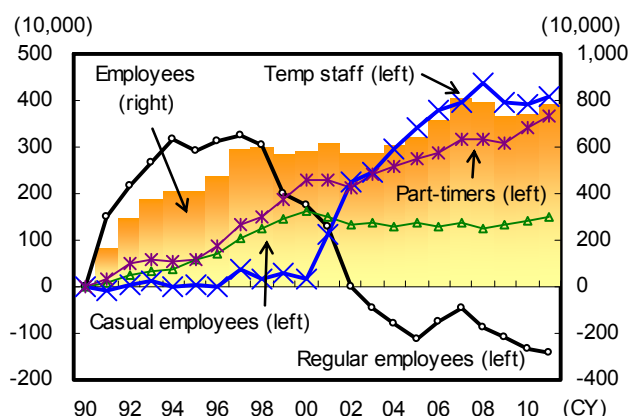 (10,000) (10,000)
500 1,000
Employees Temp staff (left)
(right)
400 800
300 600
200 400
Part-timers (left)
100 200
0 0
Casual employees (left)
-100 -200
Regular employees (left)
-200 -400
90 92 94 96 98 00 02 04 06 08 10 (CY)